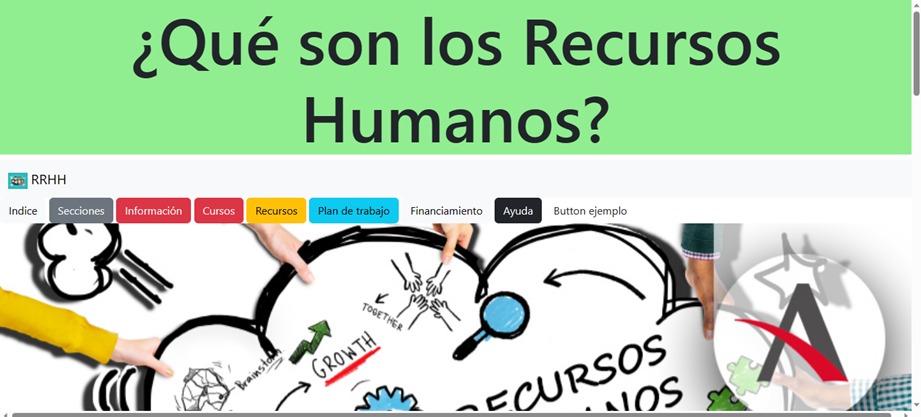 ¿Qué son los Recursos
Humanos?
RRHH
Indice Secciones Información Cursos Recursos Plan de trabajo Financiamiento Ayuda Button ejemplo
TOGETHER
GROWTH
Brainstorm
RECURSOS